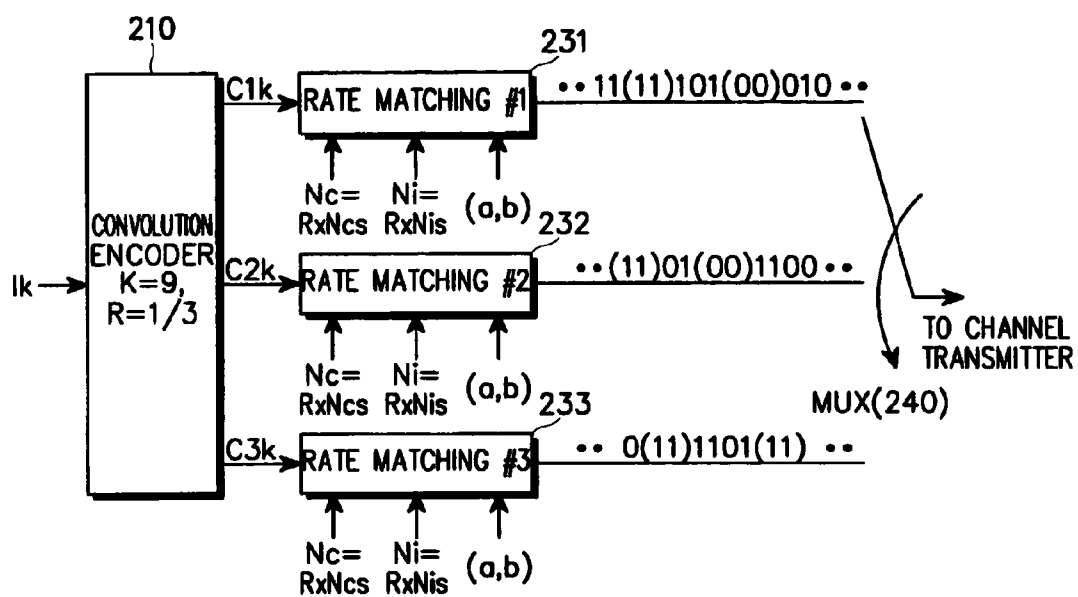 210
231
C1k
RATE MATCHING #1
•• 11(11)101(00)010 ••
Nc=
RxNcs
Ni=
RxNis
(a,b)
232
CONVOLUTION
ENCODER
K=9,
R=1/3
Ik
C2k
RATE MATCHING #2
••(11)01(00)1100 ••
TO CHANNEL
TRANSMITTER
Nc=
RxNcs
Ni=
RxNis
(a,b)
MUX(240)
233
C3k
RATE MATCHING #3
•• 0(11)1101(11) ••
Nc=
RxNcs
Ni=
RxNis
(a,b)